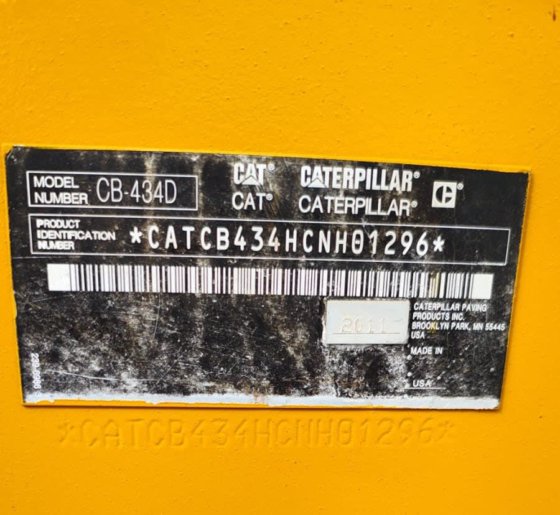 MODEL NUMBER CB-434D
CAT® CATERPILLAR®
CAT® CATERPILLAR® C
PRODUCT IDENTIFICATION NUMBER
*CATCB434HCNH01296*
2011
CATERPILLAR PAVING
PRODUCTS INC.
BROOKLYN PARK, MN 55445
USA
MADE IN
USA
*CATCB434HCNH01296*